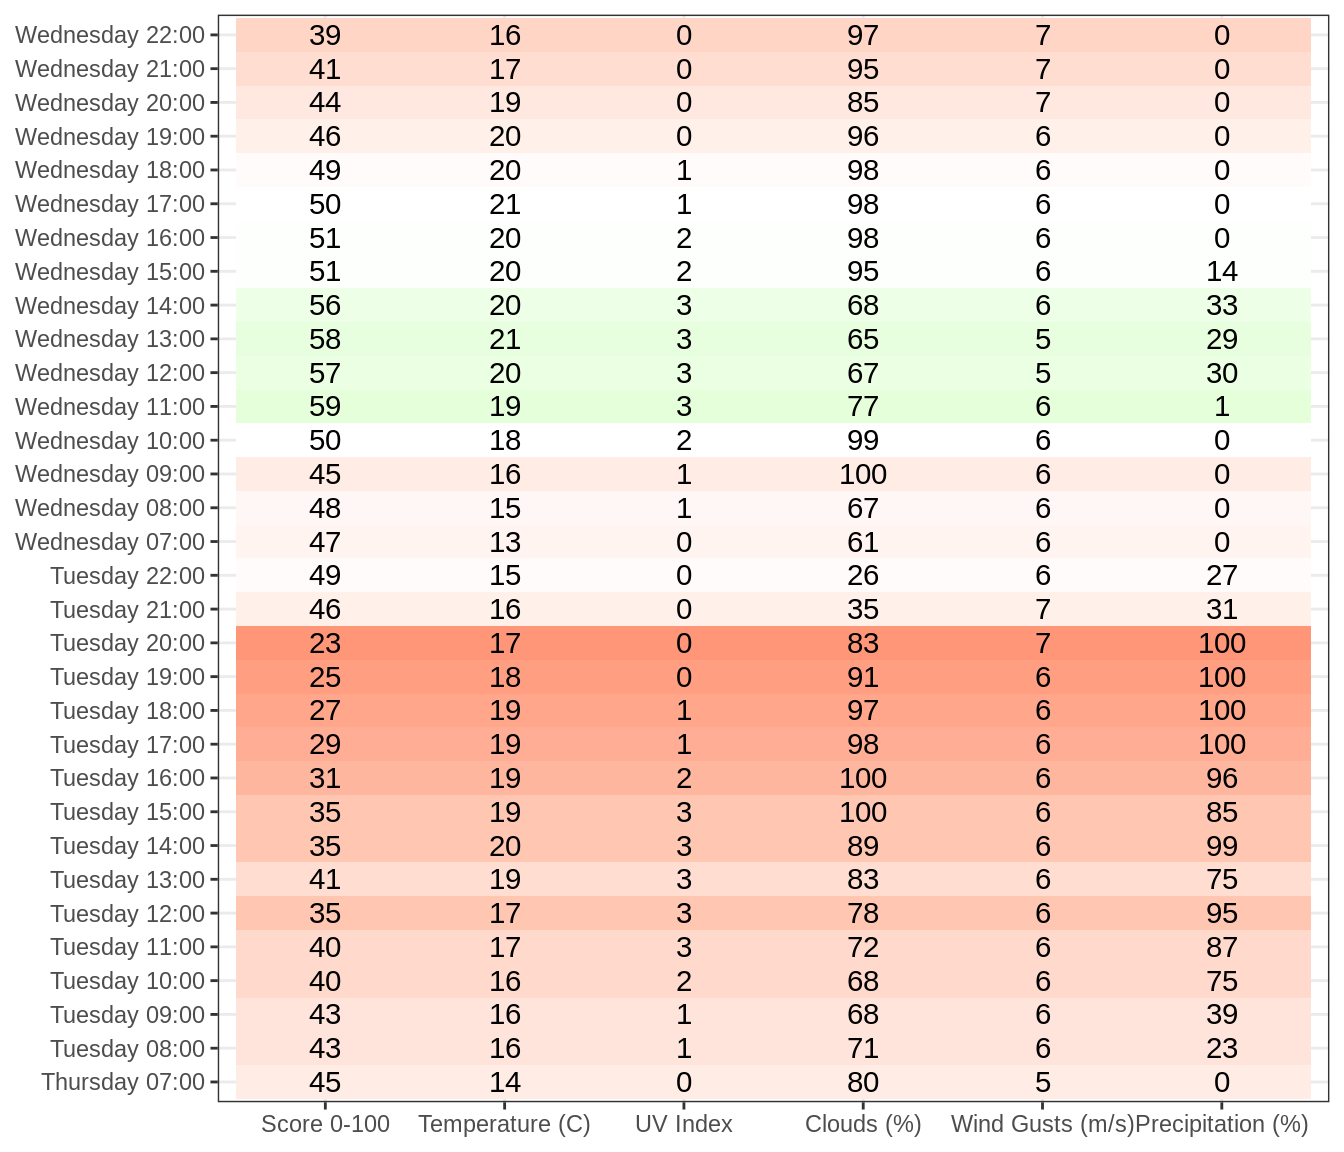 Wednesday 22:00 39 16 0 97 7 0
Wednesday 21:00 41 17 0 95 7 0
Wednesday 20:00 44 19 0 85 7 0
Wednesday 19:00 46 20 0 96 6 0
Wednesday 18:00 49 20 1 98 6 0
Wednesday 17:00 50 21 1 98 6 0
Wednesday 16:00 51 20 2 98 6 0
Wednesday 15:00 51 20 2 95 6 14
Wednesday 14:00 56 20 3 68 6 33
Wednesday 13:00 58 21 3 65 5 29
Wednesday 12:00 57 20 3 67 5 30
Wednesday 11:00 59 19 3 77 6 1
Wednesday 10:00 50 18 2 99 6 0
Wednesday 09:00 45 16 1 100 6 0
Wednesday 08:00 48 15 1 67 6 0
Wednesday 07:00 47 13 0 61 6 0
Tuesday 22:00 49 15 0 26 6 27
Tuesday 21:00 46 16 0 35 7 31
Tuesday 20:00 23 17 0 83 7 100
Tuesday 19:00 25 18 0 91 6 100
Tuesday 18:00 27 19 1 97 6 100
Tuesday 17:00 29 19 1 98 6 100
Tuesday 16:00 31 19 2 100 6 96
Tuesday 15:00 35 19 3 100 6 85
Tuesday 14:00 35 20 3 89 6 99
Tuesday 13:00 41 19 3 83 6 75
Tuesday 12:00 35 17 3 78 6 95
Tuesday 11:00 40 17 3 72 6 87
Tuesday 10:00 40 16 2 68 6 75
Tuesday 09:00 43 16 1 68 6 39
Tuesday 08:00 43 16 1 71 6 23
Thursday 07:00 45 14 0 80 5 0
Score 0-100 Temperature (C) UV Index Clouds (%) Wind Gusts (m/s) Precipitation (%)